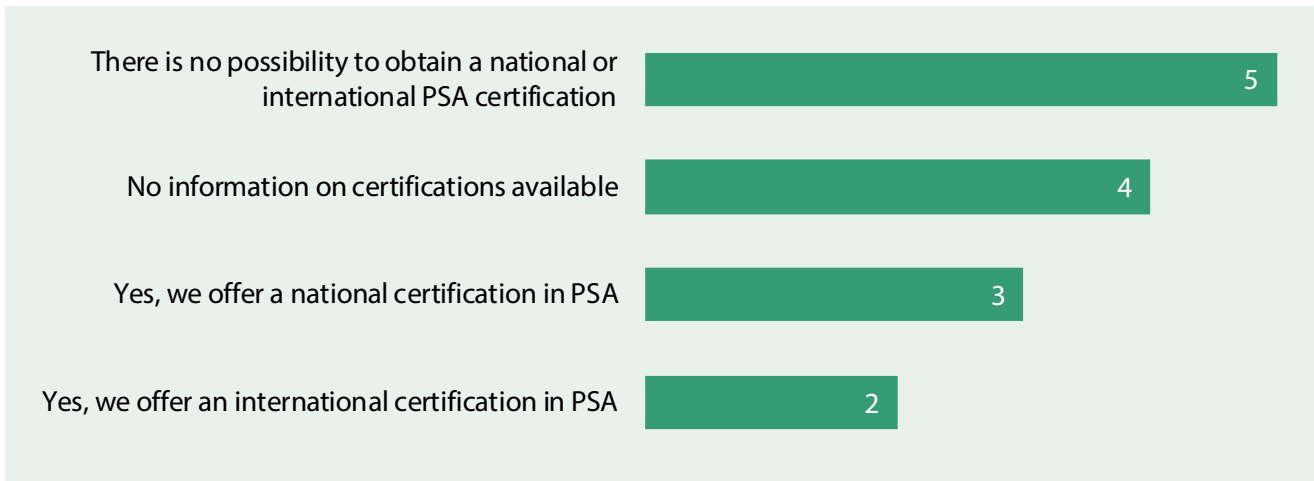 There is no possibility to obtain a national or
international PSA certification
5
No information on certifications available
4
Yes, we offer a national certification in PSA
3
Yes, we offer an international certification in PSA
2